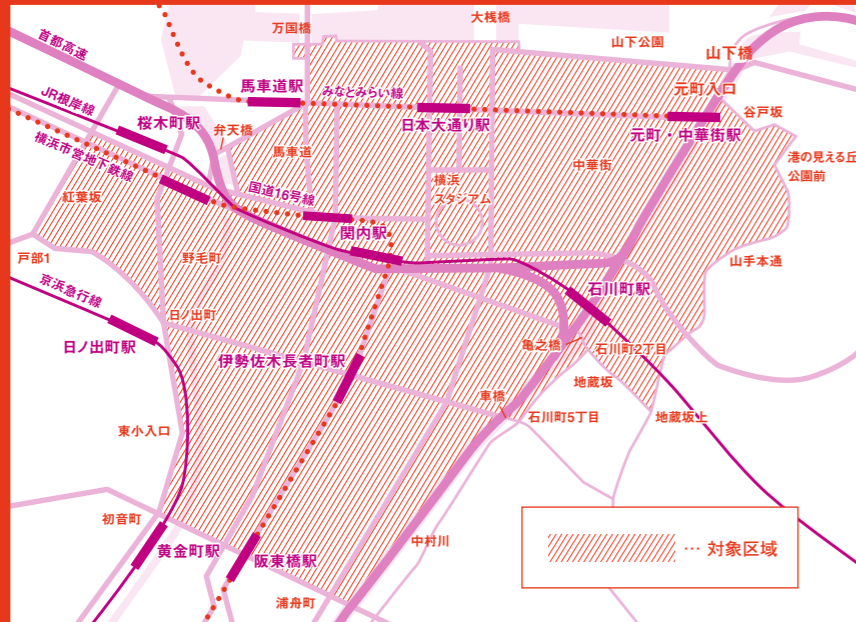 万国橋
大桟橋
首都高速
山下公園
山下橋
馬車道駅
みなとみらい線
元町入口
JR根岸線
桜木町駅
弁天橋
日本大通り駅
元町・中華街駅
谷戸坂
横浜市営地下鉄線
馬車道
中華街
港の見える丘
公園前
紅葉坂
国道16号線
横浜
スタジアム
関内駅
戸部1
野毛町
山手本通
京浜急行線
石川町駅
日ノ出町
日ノ出町駅
伊勢佐木長者町駅
亀之橋
石川町2丁目
地蔵坂
車橋
石川町5丁目
地蔵坂上
東小入口
初音町
黄金町駅
阪東橋駅
中村川
… 対象区域
浦舟町